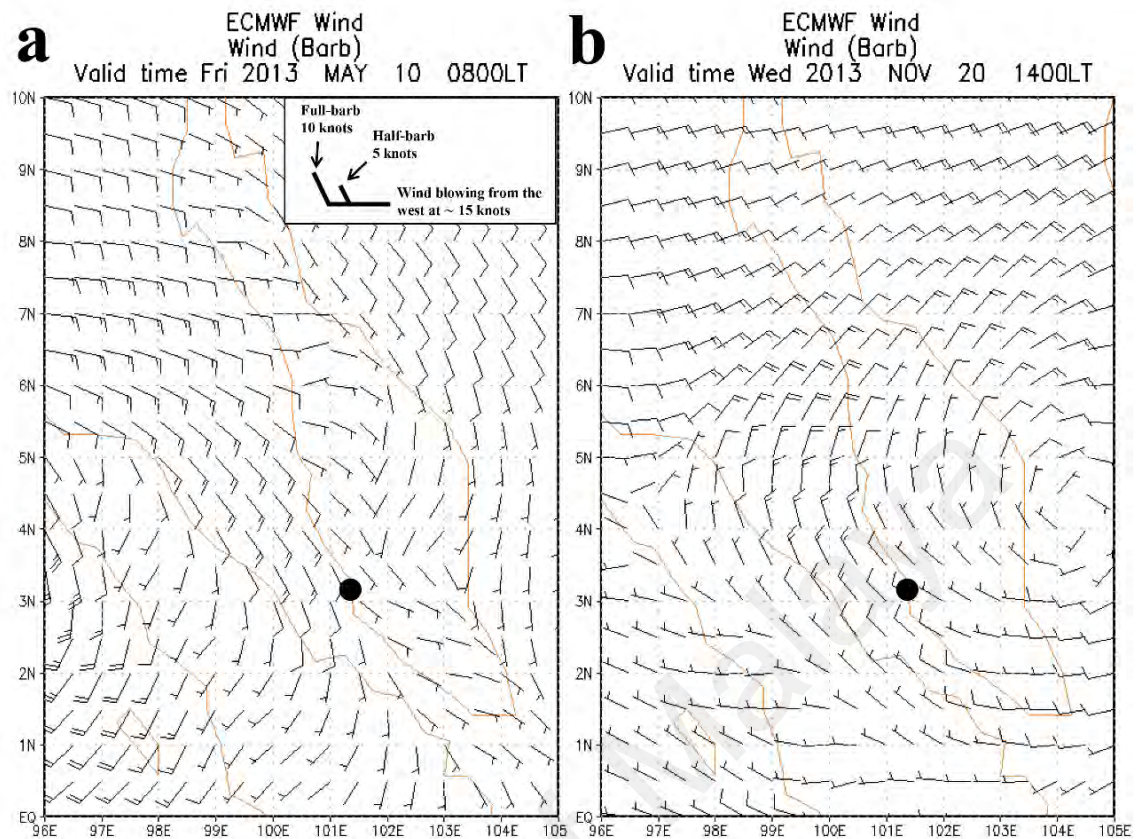 a
ECMWF Wind
Wind (Barb)
Valid time Fri 2013 MAY 10 0800LT
Full-barb
10 knots
Half-barb
5 knots
Wind blowing from the
west at ~ 15 knots
10N
9N
8N
7N
6N
5N
4N
3N
2N
1N
EQ
96E 97E 98E 99E 100E 101E 102E 103E 104E 105
b
ECMWF Wind
Wind (Barb)
Valid time Wed 2013 NOV 20 1400LT
10N
9N
8N
7N
6N
5N
4N
3N
2N
1N
EQ
96E 97E 98E 99E 100E 101E 102E 103E 104E 105E
Malaya